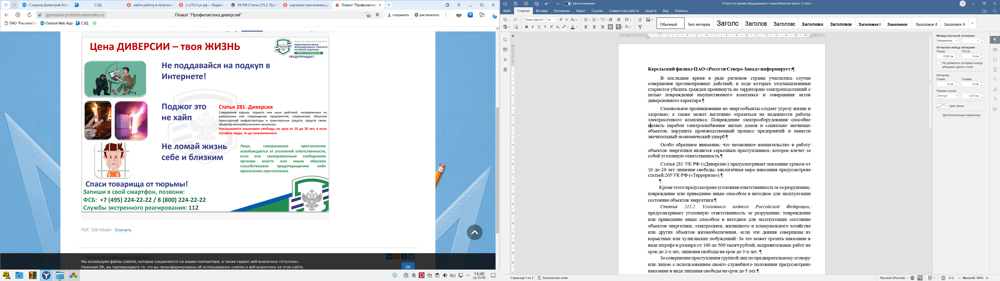 7
Сташков Димитрий Алек
СЭД
найти работу в петрозав
ст.215.2 ук рф — Яндекс:
УК РФ Статья 215.2. При
картинки пресечение ди
Плакат "Профилактика
gymnasia-protvino.edumsko.ru
Плакат "Профилактика диверсий"
сохранить
распечатать
ПАО "Россети Се
Outlook Web App
СЭД
Цена ДИВЕРСИИ – твоя ЖИЗНЬ
Федеральное государственное предприятие
ВЕДОМСТВЕННАЯ ОХРАНА
ЖЕЛЕЗНОДОРОЖНОГО ТРАНСПОРТА
РОССИЙСКОЙ ФЕДЕРАЦИИ
ФИЛИАЛ НА МОСКОВСКОЙ ЖД
ПРЕДУПРЕЖДАЕТ
Не поддавайся на подкуп в
Интернете!
Поджог это
не хайп
Статья 281. Диверсия
Совершение взрыва, поджога или иных действий, направленных на
разрушение или повреждение предприятий, сооружений, объектов
транспортной инфраструктуры и транспортных средств, средств связи,
объектов жизнеобеспечения населения.
Наказывается лишением свободы на срок от 10 до 20 лет, а если
погибли люди, то до пожизненного
Не ломай жизнь
себе и близким
Лицо, совершившее преступление
освобождается от уголовной ответственности,
если оно своевременным сообщением
органам власти или иным образом
способствовало предотвращению либо
пресечению преступления
Спаси товарища от тюрьмы!
Запиши в свой смартфон, позвони:
ФСБ: +7 (495) 224-22-22 / 8 (800) 224-22-22
Службы экстренного реагирования: 112
PDF, 335 Кбайт Скачать
Распечатать содержание страницы
Мы используем файлы cookies, которые сохраняются на вашем компьютере, а также сервис веб-аналитики «Спутник».
Нажимая ОК, вы подтверждаете то, что вы проинформированы об использовании cookies и веб-аналитики на этом сайте.
ОК
RU
14:46
ср 25.06
Автосохранение
*Статья по кражам оборудования с энергообъектов проект (1).docx
K
Файл Главная Вставка Рисование Макет Ссылки Совместная работа Защита Вид Плагины
Times New R
14
Обычный
Без интерва
Заголо
Заголов
Заголовс
Заголово
Заголовок
Заголовок 6
Заголовок
Заголовок 8
Заголовок 9
Карельский филиал ПАО «Россети Северо-Запад» информирует:¶
В последнее время в ряде регионов страны участились случаи
совершения противоправных действий, в ходе которых злоумышленники
стараются убедить граждан проникнуть на территорию электроподстанций с
целью повреждения имущественного комплекса и совершения актов
диверсионного характера.¶
Самовольное проникновение на энергообъекты создает угрозу жизни и
здоровью, а также может негативно отразиться на надежности работы
электросетевого комплекса. Повреждение электрооборудования способно
вызвать перебои электроснабжения жилых домов и социально значимых
объектов, нарушить производственный процесс предприятий и нанести
значительный экономический ущерб.¶
Особо обращаем внимание, что незаконное вмешательство в работу
объектов энергетики является серьезным преступлением, которое влечет за
собой уголовную ответственность.¶
Статья 281 УК РФ («Диверсия») предусматривает наказание сроком от
10 до 20 лет лишения свободы, аналогичная мера наказания предусмотрена
статьей 205 УК РФ («Терроризм»).¶
¶
Кроме этого предусмотрена уголовная ответственность за за разрушение,
повреждение или приведение иным способом в негодное для эксплуатации
состояние объектов энергетики.¶
Статья 215.2 Уголовного кодекса Российской Федерации,
предусматривает уголовную ответственность за разрушение, повреждение
или приведение иным способом в негодное для эксплуатации состояние
объектов энергетики, электросвязи, жилищного и коммунального хозяйства
или других объектов жизнеобеспечения, если эти деяния совершены из
корыстных или хулиганских побуждений. За это может грозить наказание в
виде штрафа в размере от 100 до 500 тысяч рублей, исправительных работ на
срок до 2-х лет, лишения свободы на срок до 3-х лет. ¶
За совершение преступления группой лиц по предварительному сговору
или лицом с использованием своего служебного положения предусмотрено
наказание в виде лишения свободы на срок до 5 лет.¶
Междустрочный интервал
Множитель
1
Интервал между абзацами
Перед После
0.26 см 0 см
Не добавлять интервал между
абзацами одного стиля
Отступы
Слева Справа
0 см 0 см
Первая строка
Отступ 1.27 см
Цвет фона
Дополнительные параметры
Страница 1 из 2
Количество слов
Русский (Россия)
Масштаб 100%